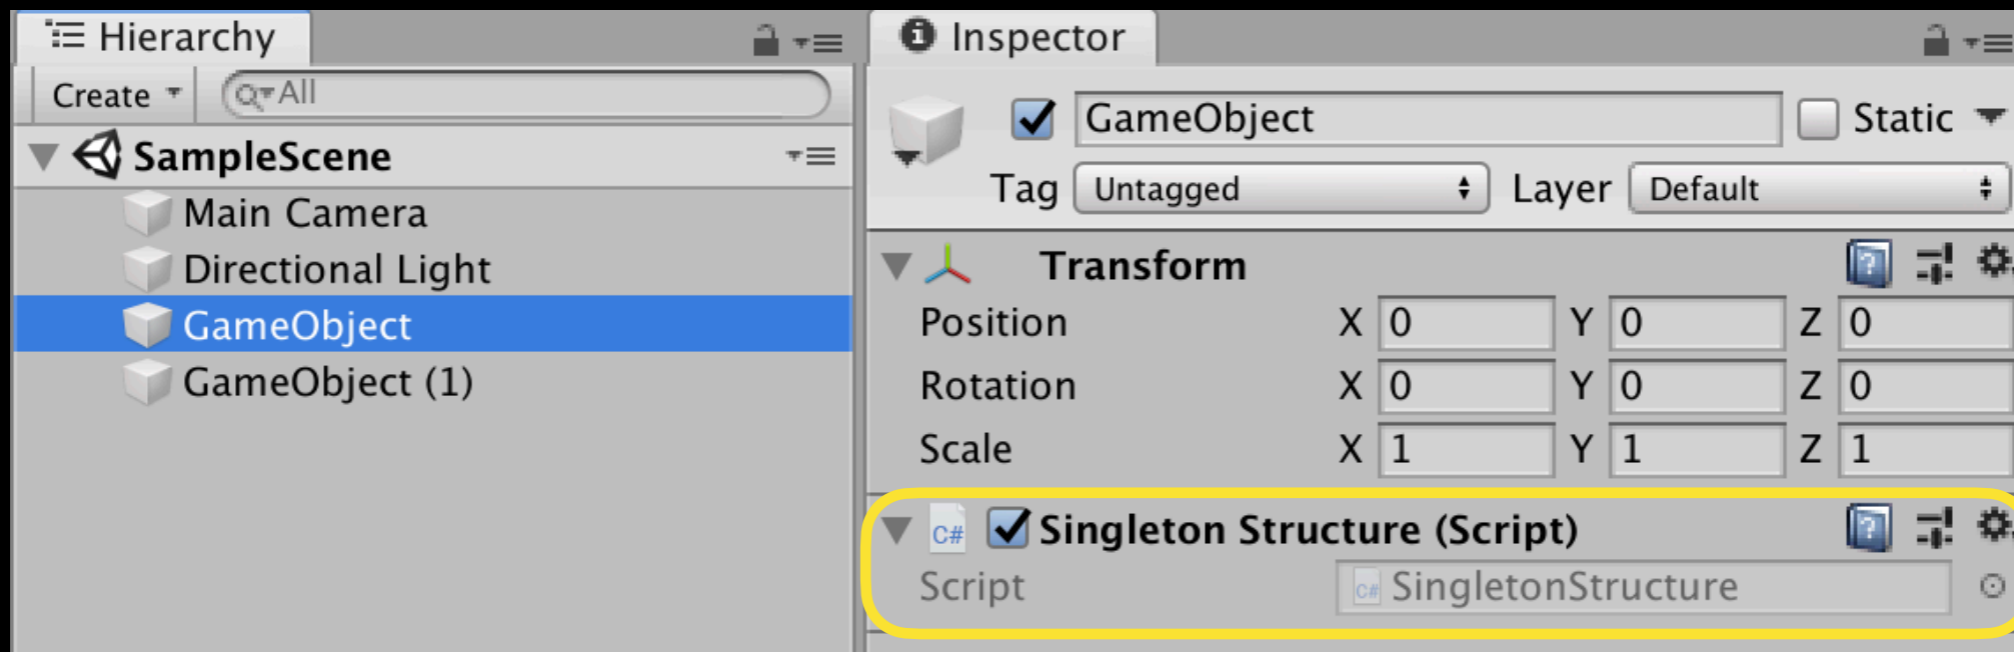 Hierarchy
Create
All
SampleScene
Main Camera
Directional Light
GameObject
GameObject (1)
Inspector
GameObject
Static
Tag Untagged Layer Default
Transform
Position X 0 Y 0 Z 0
Rotation X 0 Y 0 Z 0
Scale X 1 Y 1 Z 1
C# Singleton Structure (Script)
Script C# SingletonStructure